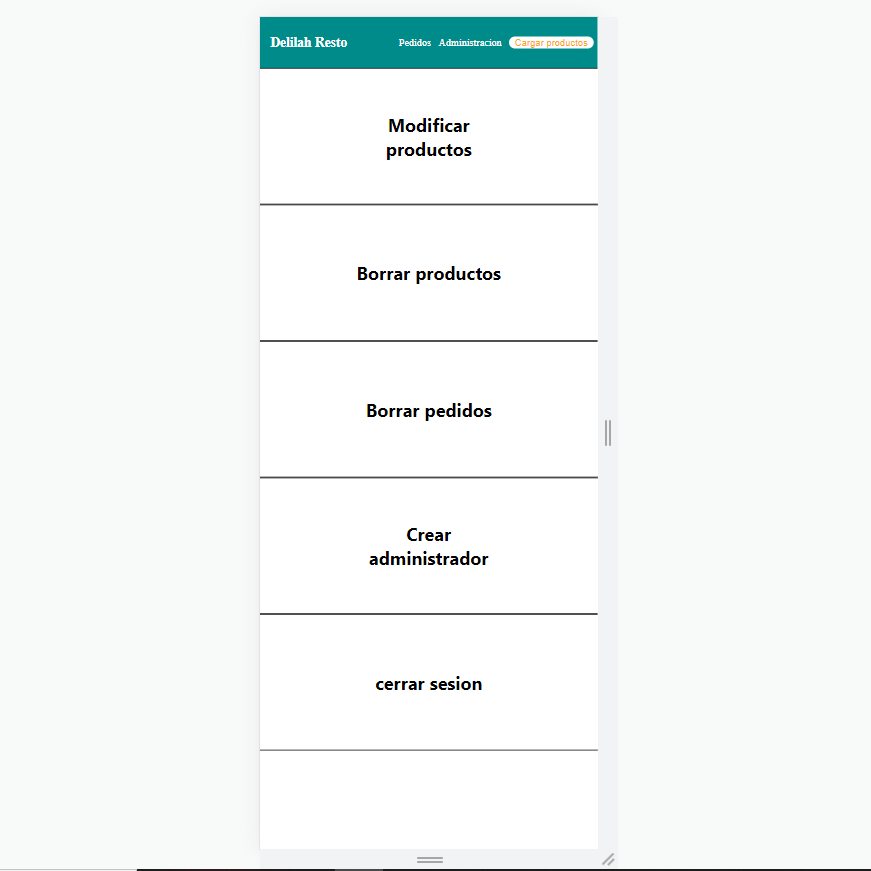 Delilah Resto Pedidos Administracion Cargar productos
Modificar
productos
Borrar productos
Borrar pedidos
Crear
administrador
cerrar sesion